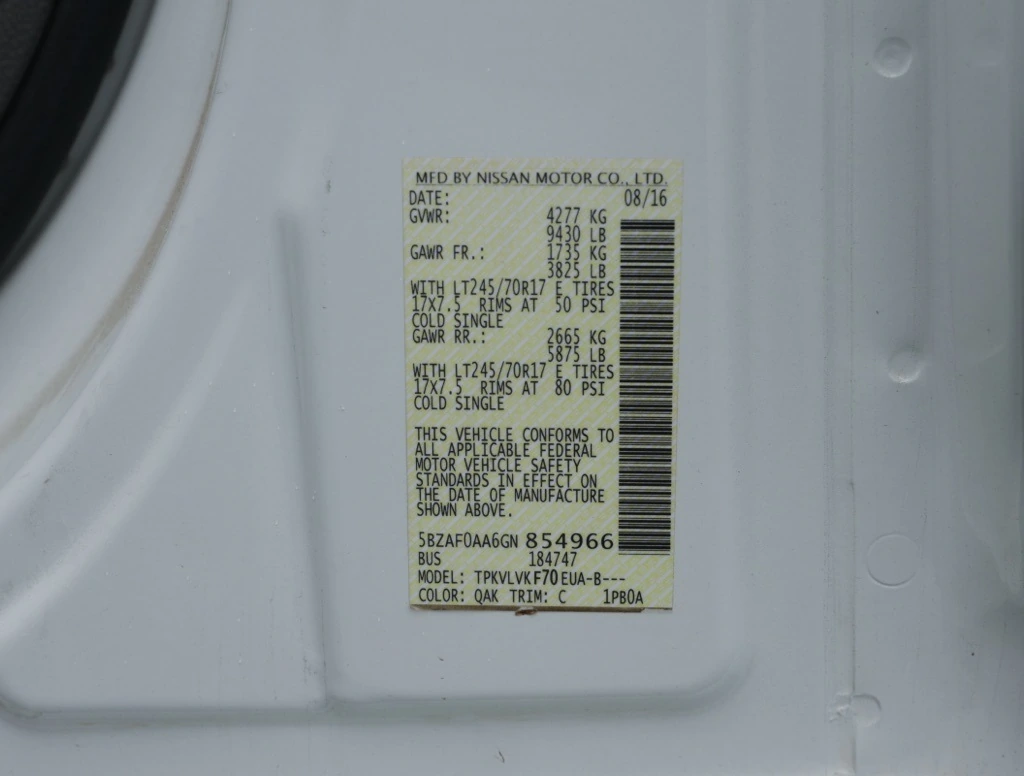 MFD BY NISSAN MOTOR CO., LTD.
DATE: 08/16
GVWR: 4277 KG
9430 LB
GAWR FR.: 1735 KG
3825 LB
WITH LT245/70R17 E TIRES
17X7.5 RIMS AT 50 PSI
COLD SINGLE
GAWR RR.: 2665 KG
5875 LB
WITH LT245/70R17 E TIRES
17X7.5 RIMS AT 80 PSI
COLD SINGLE
THIS VEHICLE CONFORMS TO
ALL APPLICABLE FEDERAL
MOTOR VEHICLE SAFETY
STANDARDS IN EFFECT ON
THE DATE OF MANUFACTURE
SHOWN ABOVE.
5BZAF0AA6GN 854966
BUS 184747
MODEL: TPKVLVKF70EUA-B---
COLOR: QAK TRIM: C 1PB0A